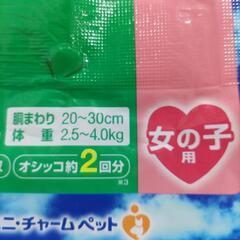 胴まわり 20~30cm
体重 2.5~4.0kg
女の子
用
オシッコ約2回分
※3
ニ・チャームペット